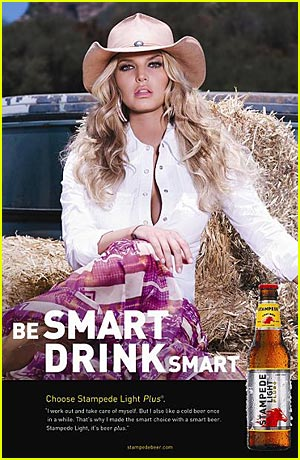 BE SMART
DRINK SMART
Choose Stampede Light Plus®.
"I work out and take care of myself. But I also like a cold beer once
in a while. That's why I made the smart choice with a smart beer.
Stampede Light, it's beer plus."
stampedebeer.com
STAMPEDE
STAMPEDE
LIGHT